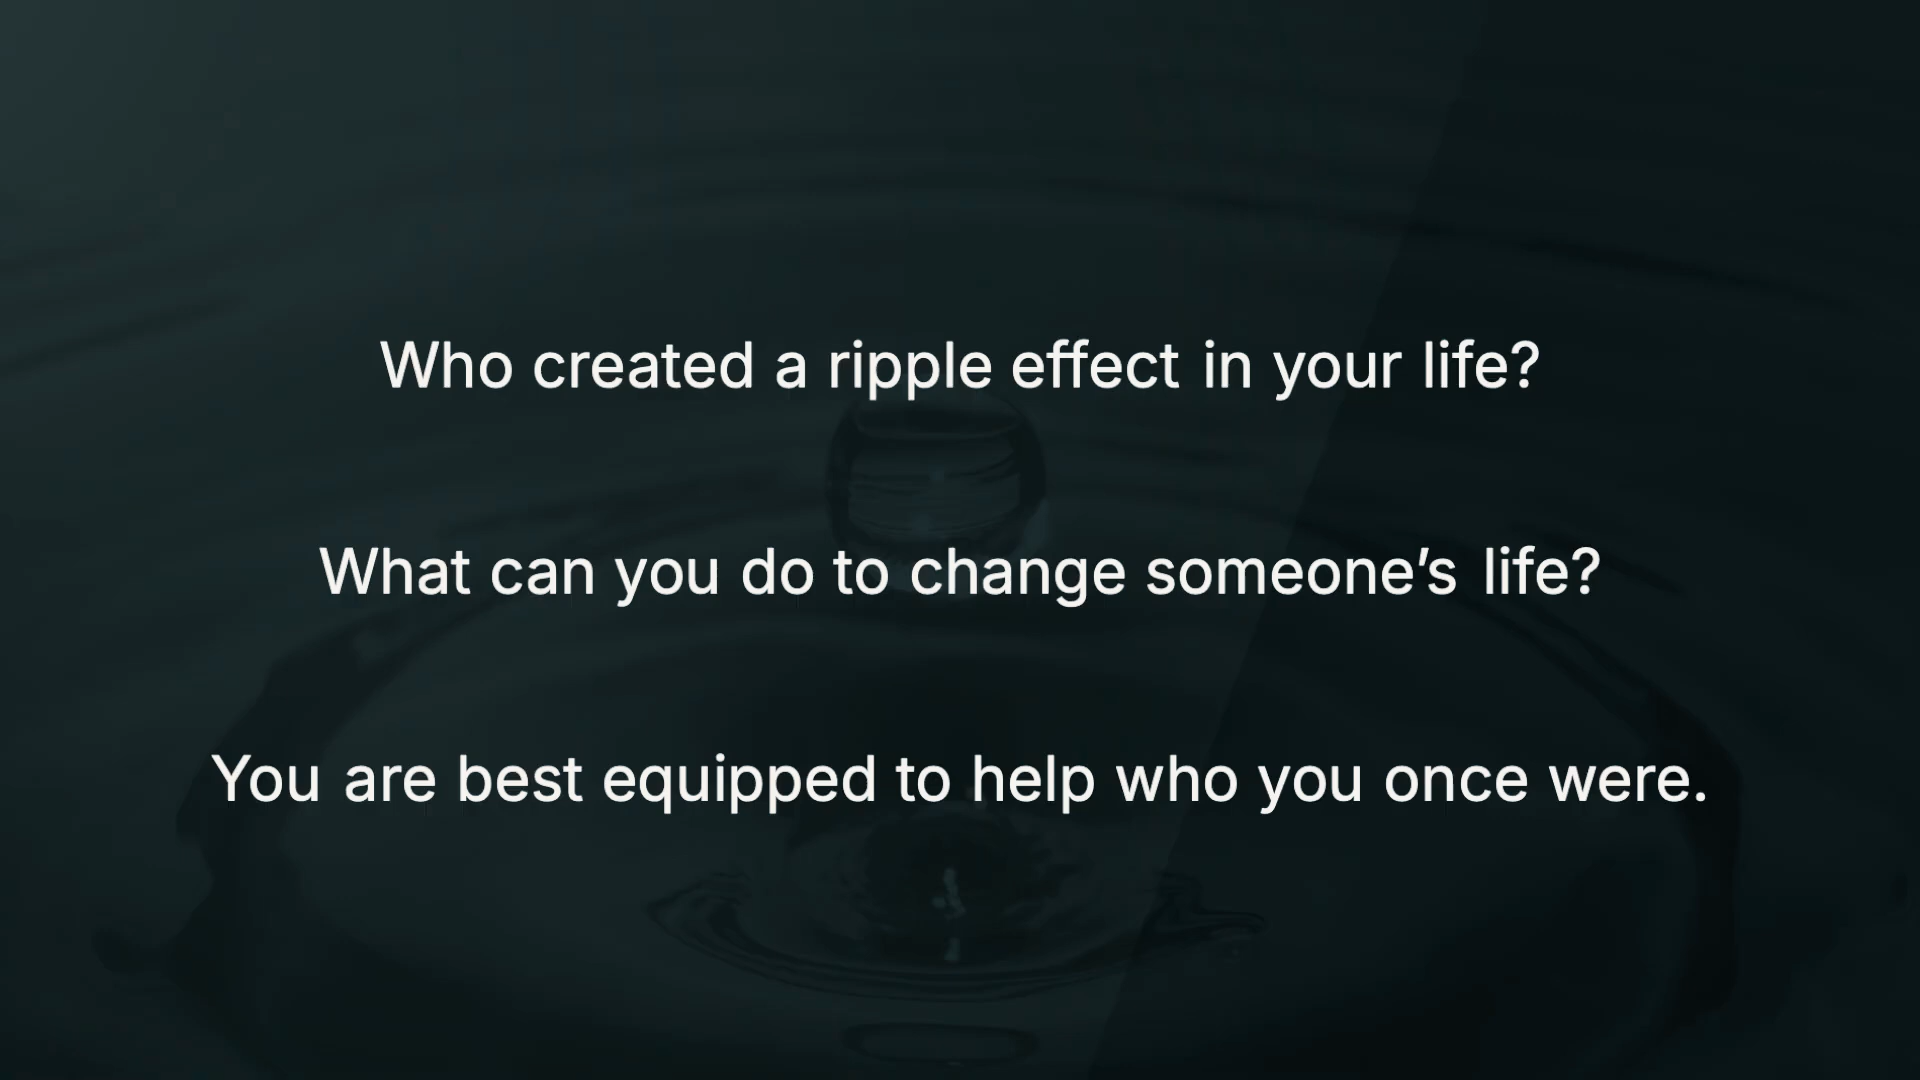 Who created a ripple effect in your life?
What can you do to change someone’s life?
You are best equipped to help who you once were.